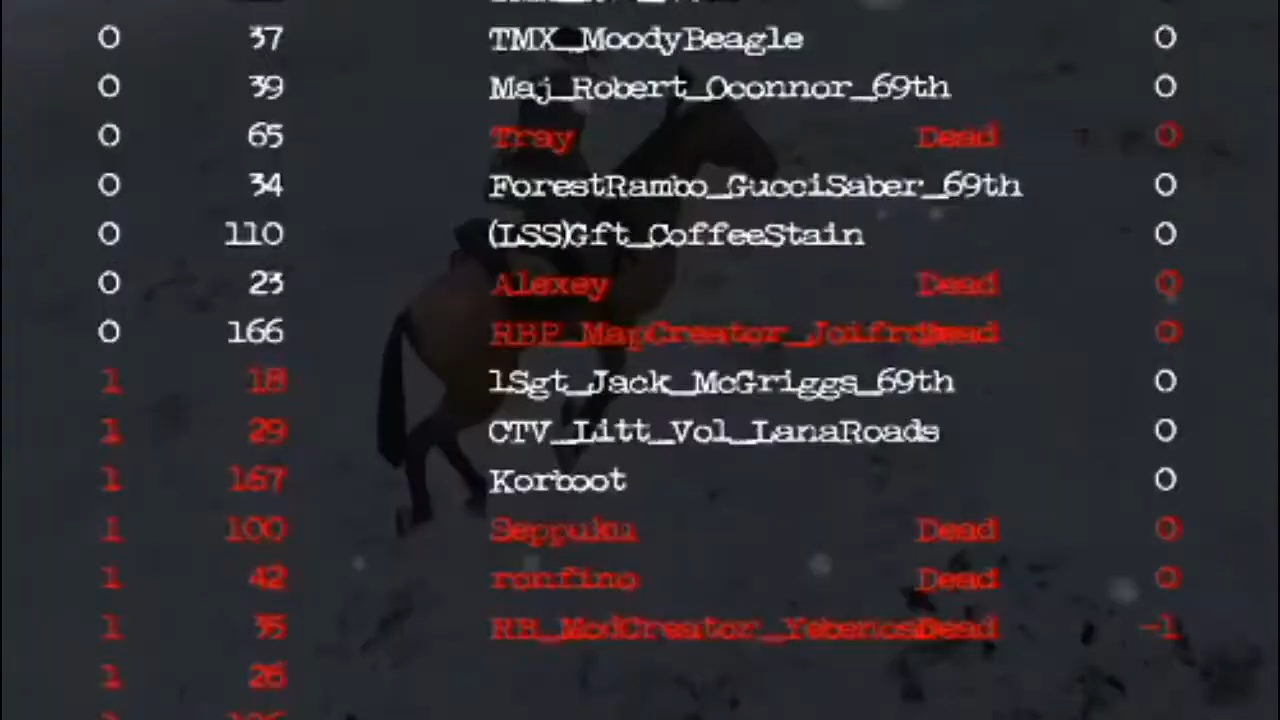 0 37 TMX_MoodyBeagle 0
0 39 Maj_Robert_Oconnor_69th 0
0 65 Tray Dead 0
0 34 ForestRambo_GucciSaber_69th 0
0 110 (LSS)Gft_CoffeeStain 0
0 23 Alexey Dead 0
0 166 Dead 0
1 18 1Sgt_Jack_McGriggs_69th 0
1 29 CTV_Litt_Vol_LanaRoads 0
1 167 Korboot 0
1 100 Seppuku Dead 0
1 42 ronfino Dead 0
1 35 Dead -1
1 26